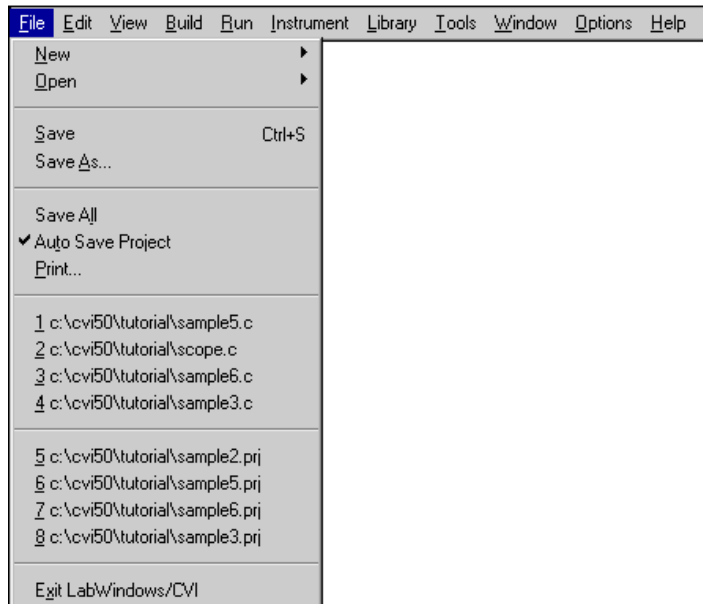 File Edit View Build Run Instrument Library Tools Window Options Help
New
Open
Save Ctrl+S
Save As...
Save All
Auto Save Project
Print...
1 c:\cvi50\tutorial\sample5.c
2 c:\cvi50\tutorial\scope.c
3 c:\cvi50\tutorial\sample6.c
4 c:\cvi50\tutorial\sample3.c
5 c:\cvi50\tutorial\sample2.prj
6 c:\cvi50\tutorial\sample5.prj
7 c:\cvi50\tutorial\sample6.prj
8 c:\cvi50\tutorial\sample3.prj
Exit LabWindows/CVI